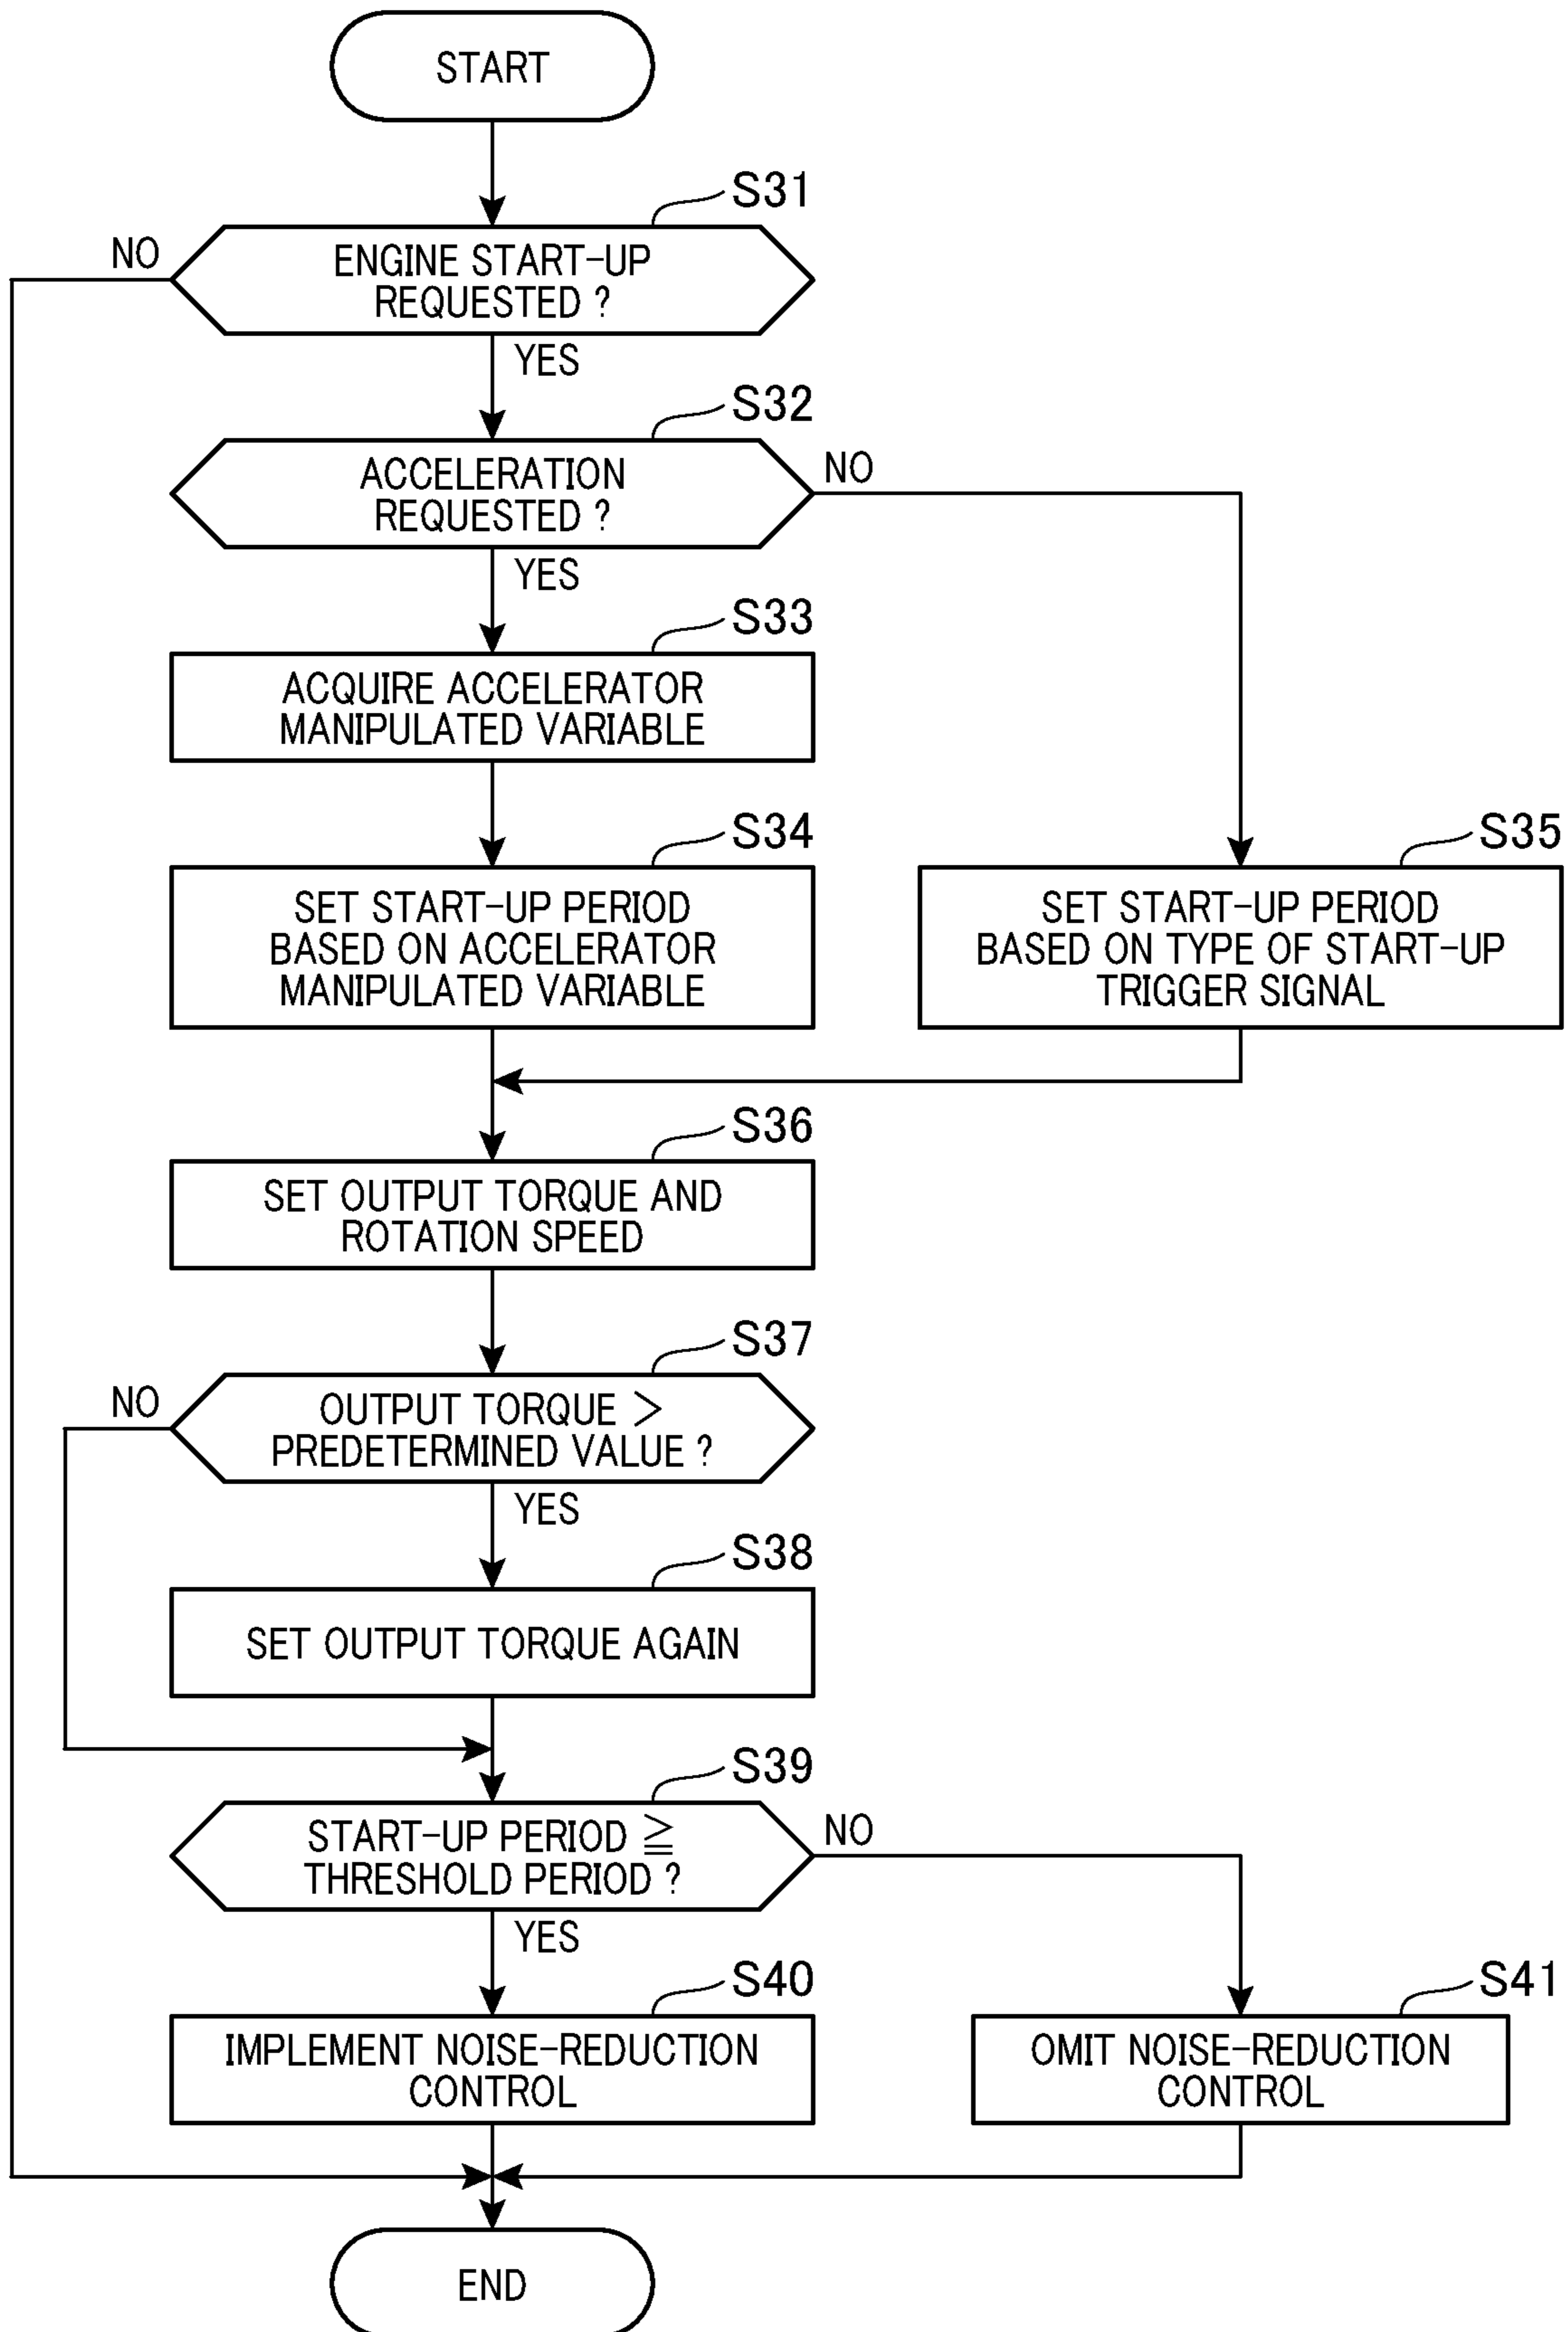 START
S31
NO
ENGINE START-UP
REQUESTED ?
YES
S32
ACCELERATION
REQUESTED ?
NO
YES
S33
ACQUIRE ACCELERATOR
MANIPULATED VARIABLE
S34
SET START-UP PERIOD
BASED ON ACCELERATOR
MANIPULATED VARIABLE
S35
SET START-UP PERIOD
BASED ON TYPE OF START-UP
TRIGGER SIGNAL
S36
SET OUTPUT TORQUE AND
ROTATION SPEED
S37
NO
OUTPUT TORQUE >
PREDETERMINED VALUE ?
YES
S38
SET OUTPUT TORQUE AGAIN
S39
START-UP PERIOD ≧
THRESHOLD PERIOD ?
NO
YES
S40
IMPLEMENT NOISE-REDUCTION
CONTROL
S41
OMIT NOISE-REDUCTION
CONTROL
END